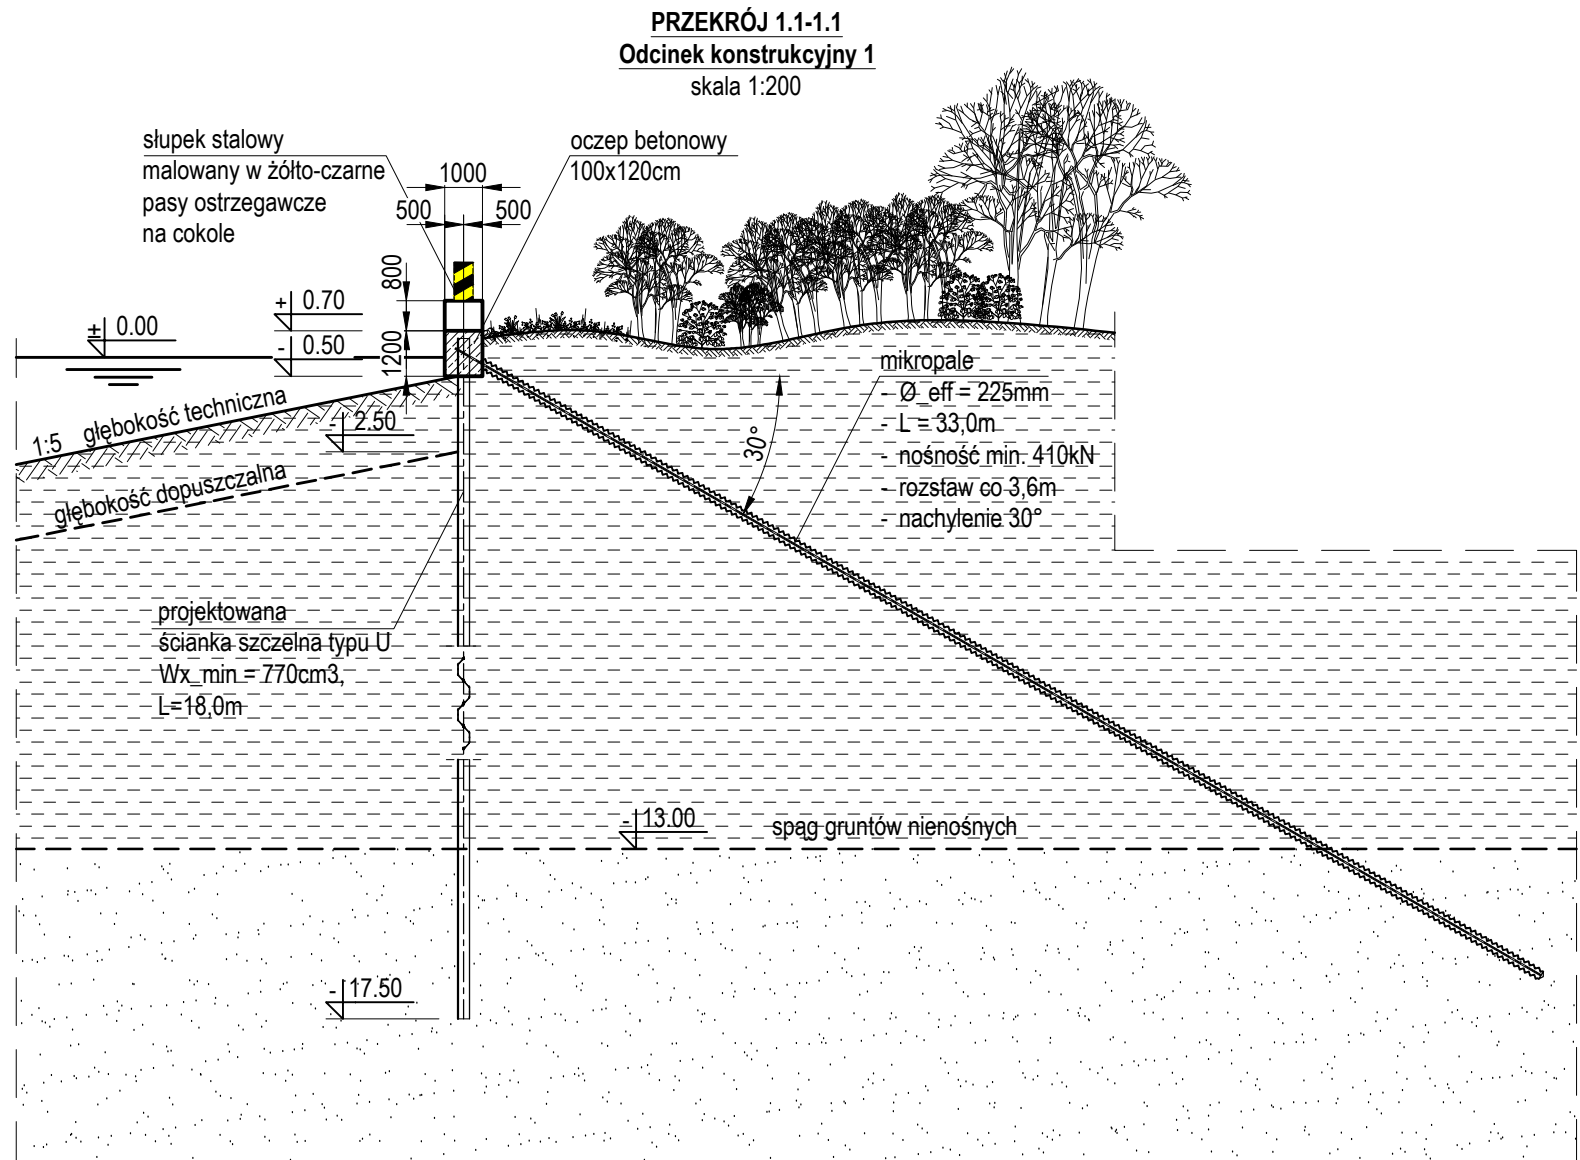 PRZEKRÓJ 1.1-1.1
Odcinek konstrukcyjny 1
skala 1:200
słupek stalowy
malowany w żółto-czarne
pasy ostrzegawcze
na cokole
oczep betonowy
100x120cm
1000
500
500
800
1200
+ 0.70
± 0.00
- 0.50
- 2.50
1:5
głębokość techniczna
głębokość dopuszczalna
30°
mikropale
- Ø_eff = 225mm
- L = 33,0m
- nośność min. 410kN
- rozstaw co 3,6m
- nachylenie 30°
projektowana
ścianka szczelna typu U
Wx_min = 770cm3,
L=18,0m
- 13.00
spąg gruntów nienośnych
- 17.50